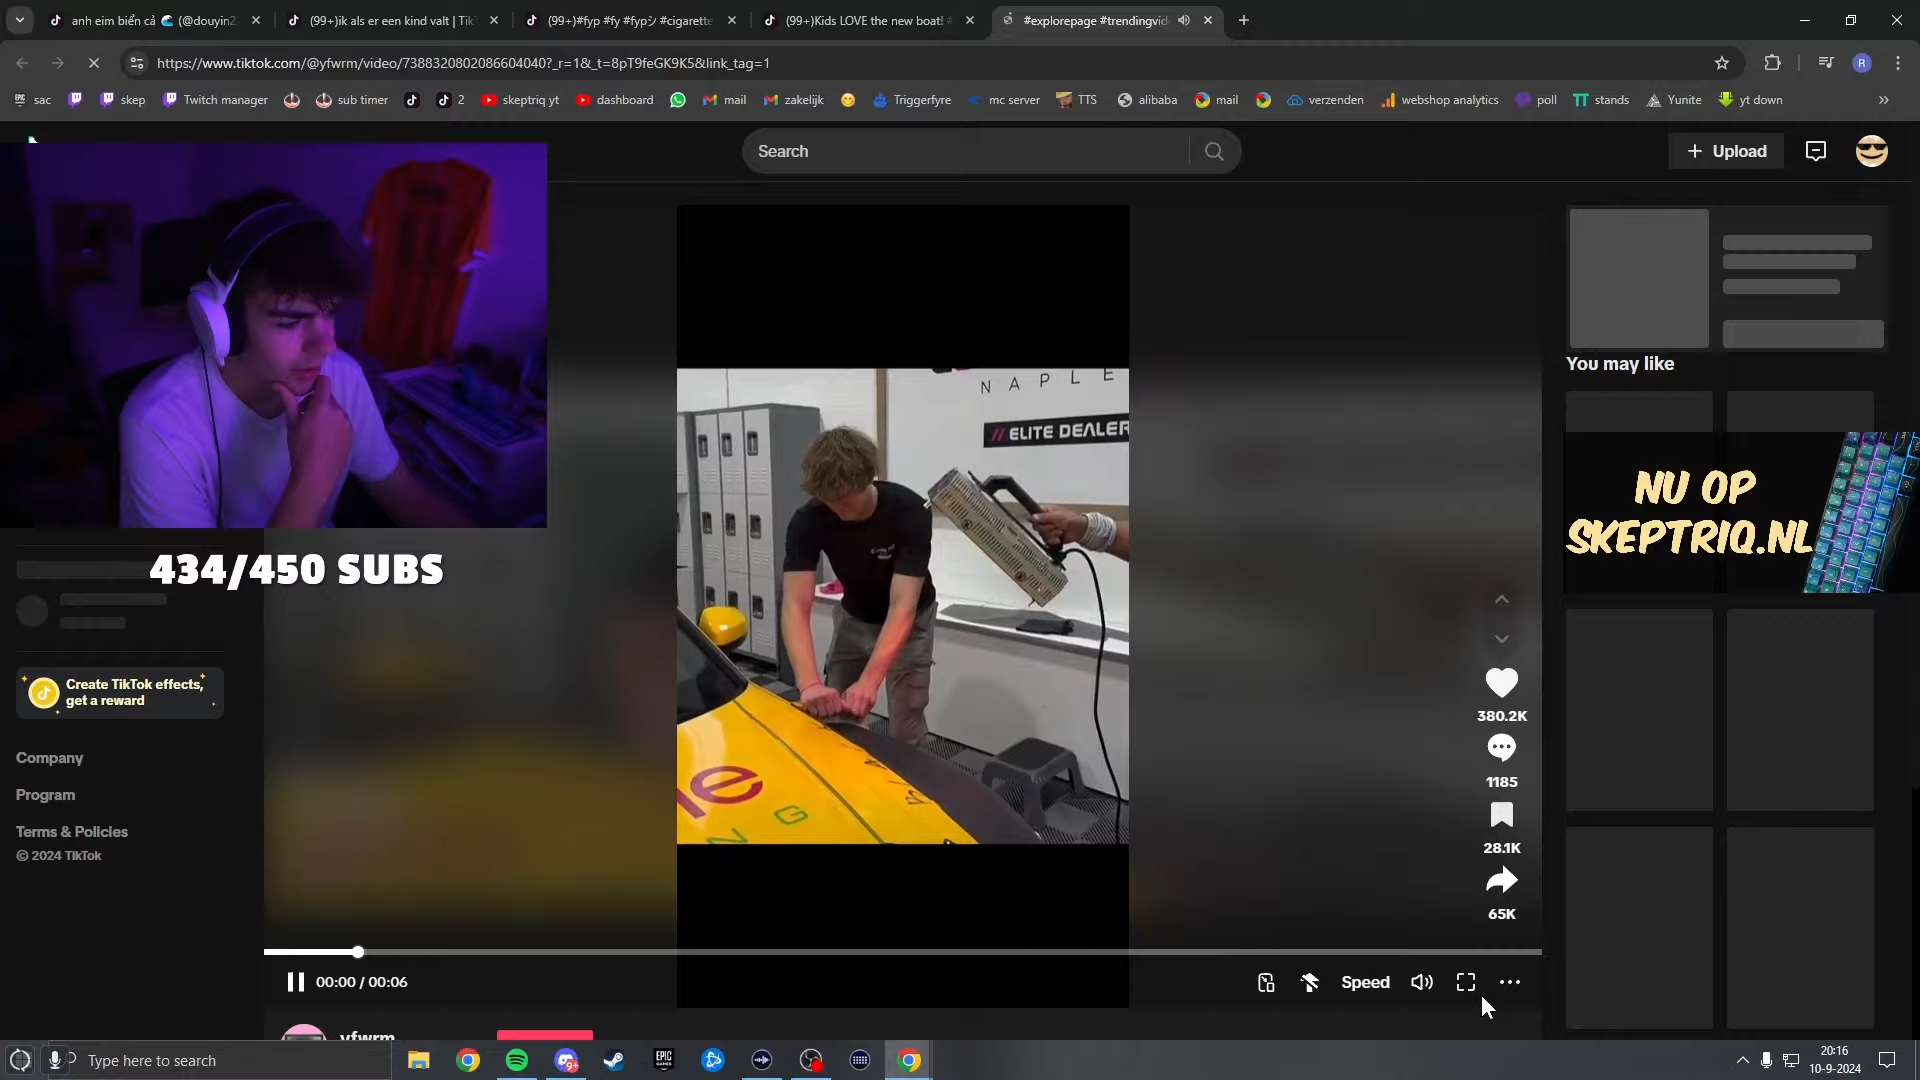 anh eim biển cả 🌊 (@douyin2
(99+)ik als er een kind valt | Tik
(99+)#fyp #fy #fypシ #cigarette
(99+)Kids LOVE the new boat! #
#explorepage #trendingvid
https://www.tiktok.com/@yfwrm/video/7388320802086604040?_r=1&_t=8pT9feGK9K5&link_tag=1
R
sac
skep
Twitch manager
sub timer
2
skeptriq yt
dashboard
mail
zakelijk
Triggerfyre
mc server
TTS
alibaba
mail
verzenden
webshop analytics
poll
stands
Yunite
yt down
Search
Upload
NAPLE
// ELITE DEALER
You may like
NU OP
SKEPTRIQ.NL
434/450 SUBS
Create TikTok effects,
get a reward
Company
Program
Terms & Policies
© 2024 TikTok
380.2K
1185
28.1K
65K
00:00 / 00:06
Speed
yfwrm
Type here to search
EPIC
GAMES
9+
20:16
10-9-2024